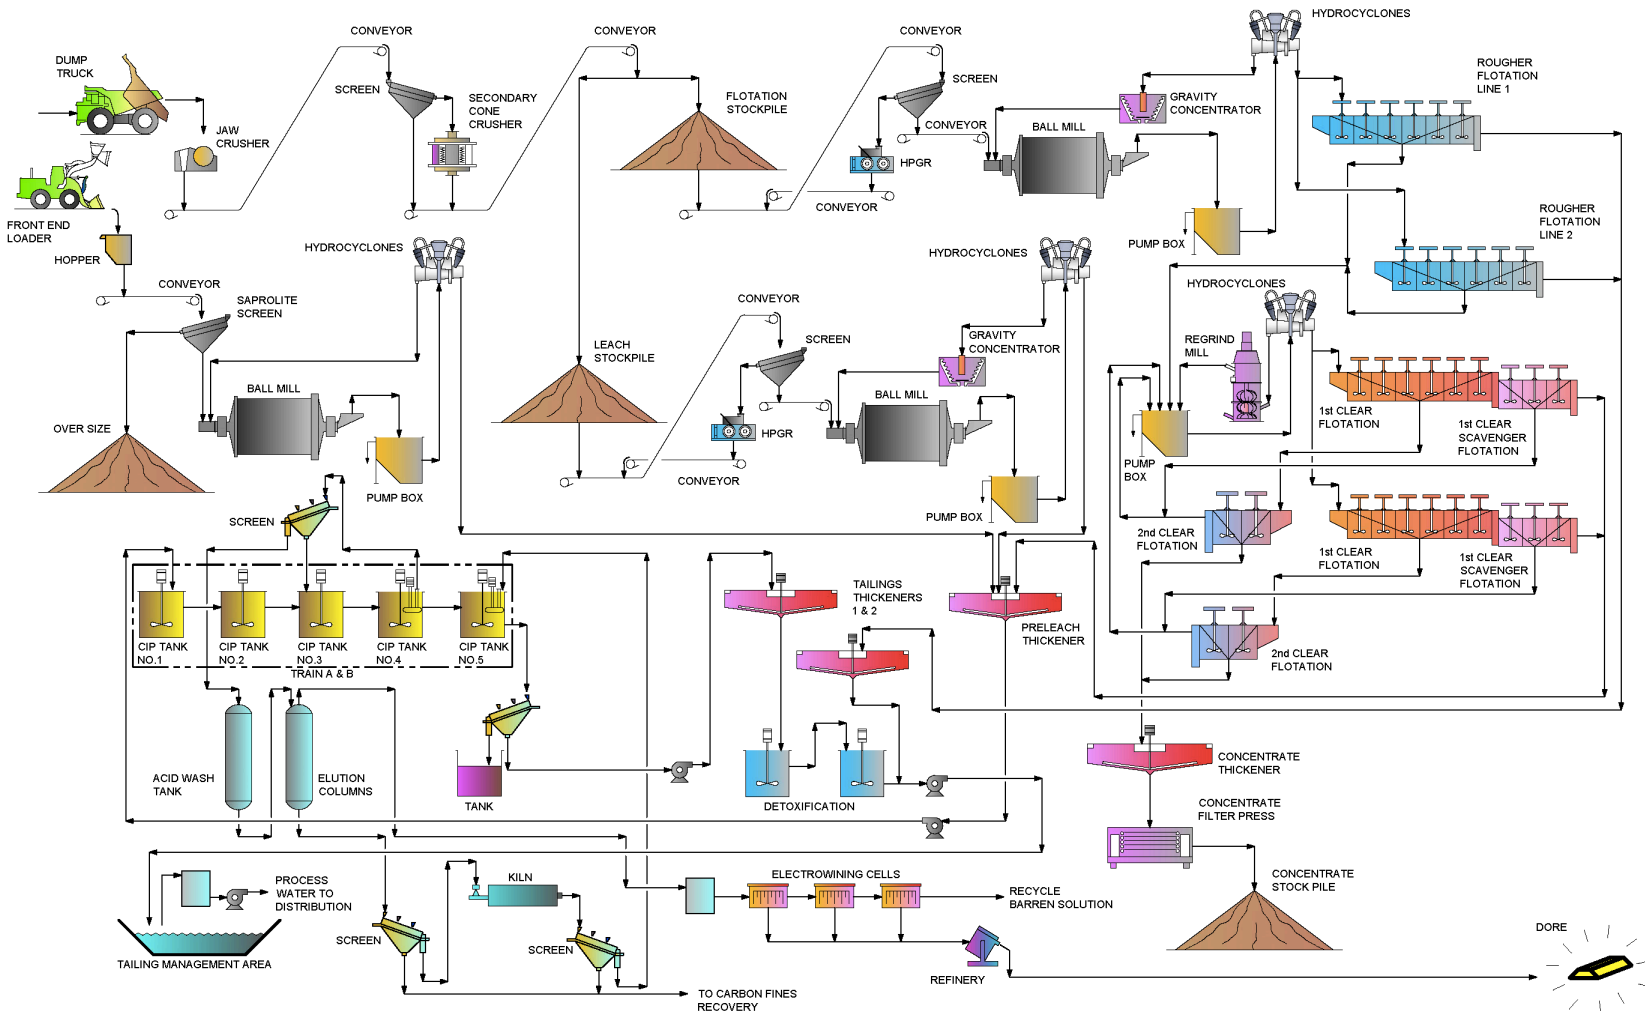 DUMP
TRUCK
JAW
CRUSHER
FRONT END
LOADER
HOPPER
CONVEYOR
SCREEN
SECONDARY
CONE
CRUSHER
CONVEYOR
FLOTATION
STOCKPILE
CONVEYOR
SCREEN
CONVEYOR
HPGR
CONVEYOR
GRAVITY
CONCENTRATOR
BALL MILL
PUMP BOX
HYDROCYCLONES
ROUGHER
FLOTATION
LINE 1
ROUGHER
FLOTATION
LINE 2
CONVEYOR
SAPROLITE
SCREEN
HYDROCYCLONES
OVER SIZE
BALL MILL
PUMP BOX
LEACH
STOCKPILE
CONVEYOR
SCREEN
HPGR
CONVEYOR
HYDROCYCLONES
GRAVITY
CONCENTRATOR
BALL MILL
PUMP BOX
HYDROCYCLONES
REGRIND
MILL
PUMP
BOX
1st CLEAR
FLOTATION
1st CLEAR
SCAVENGER
FLOTATION
2nd CLEAR
FLOTATION
1st CLEAR
FLOTATION
1st CLEAR
SCAVENGER
FLOTATION
2nd CLEAR
FLOTATION
SCREEN
CIP TANK
NO.1
CIP TANK
NO.2
CIP TANK
NO.3
CIP TANK
NO.4
CIP TANK
NO.5
TRAIN A & B
TAILINGS
THICKENERS
1 & 2
PRELEACH
THICKENER
ACID WASH
TANK
ELUTION
COLUMNS
TANK
DETOXIFICATION
CONCENTRATE
THICKENER
CONCENTRATE
FILTER PRESS
CONCENTRATE
STOCK PILE
PROCESS
WATER TO
DISTRIBUTION
TAILING MANAGEMENT AREA
SCREEN
KILN
SCREEN
TO CARBON FINES
RECOVERY
ELECTROWINING CELLS
RECYCLE
BARREN SOLUTION
REFINERY
DORE